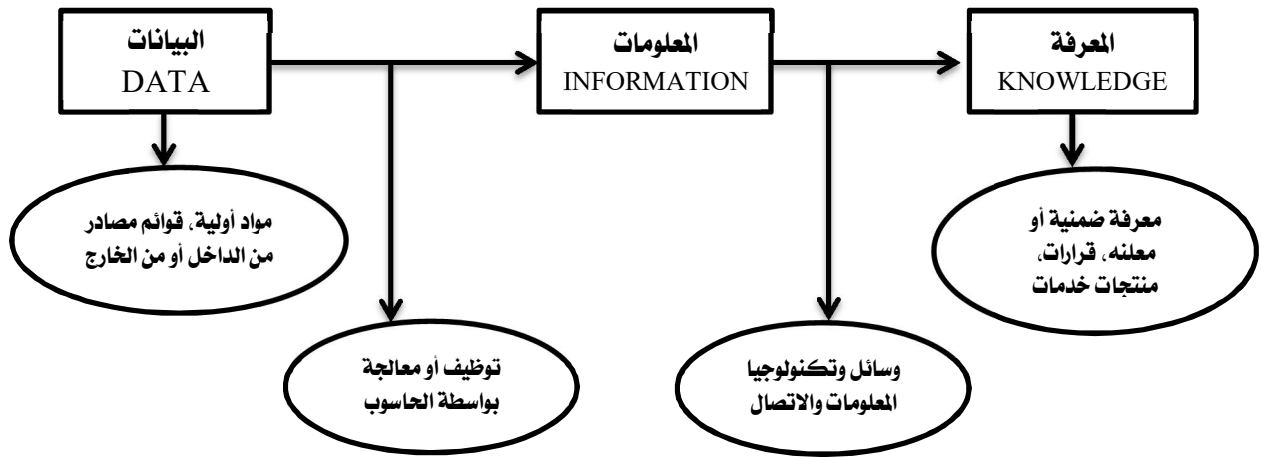 البيانات
DATA
المعلومات
INFORMATION
المعرفة
KNOWLEDGE
مواد أولية، قوائم مصادر
من الداخل أو من الخارج
توظيف أو معالجة
بواسطة الحاسوب
وسائل وتكنولوجيا
المعلومات والاتصال
معرفة ضمنية أو
معلنه، قرارات،
منتجات خدمات